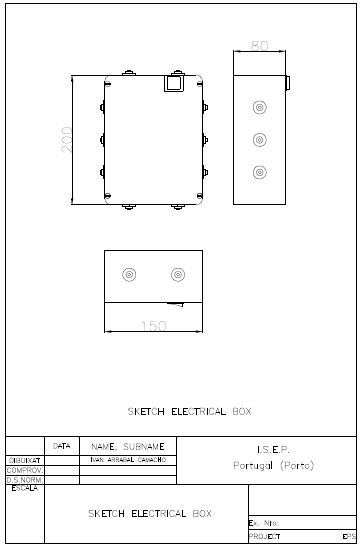 80
200
150
SKETCH ELECTRICAL BOX
DATA
NAME, SUBNAME
I.S.E.P.
Portugal (Porto)
DIBUIXAT
IVAN ARRABAL CAMACHO
COMPROV.
D.S.NORM.
ESCALA
SKETCH ELECTRICAL BOX
Ex. Nro:
PROJECT EPS